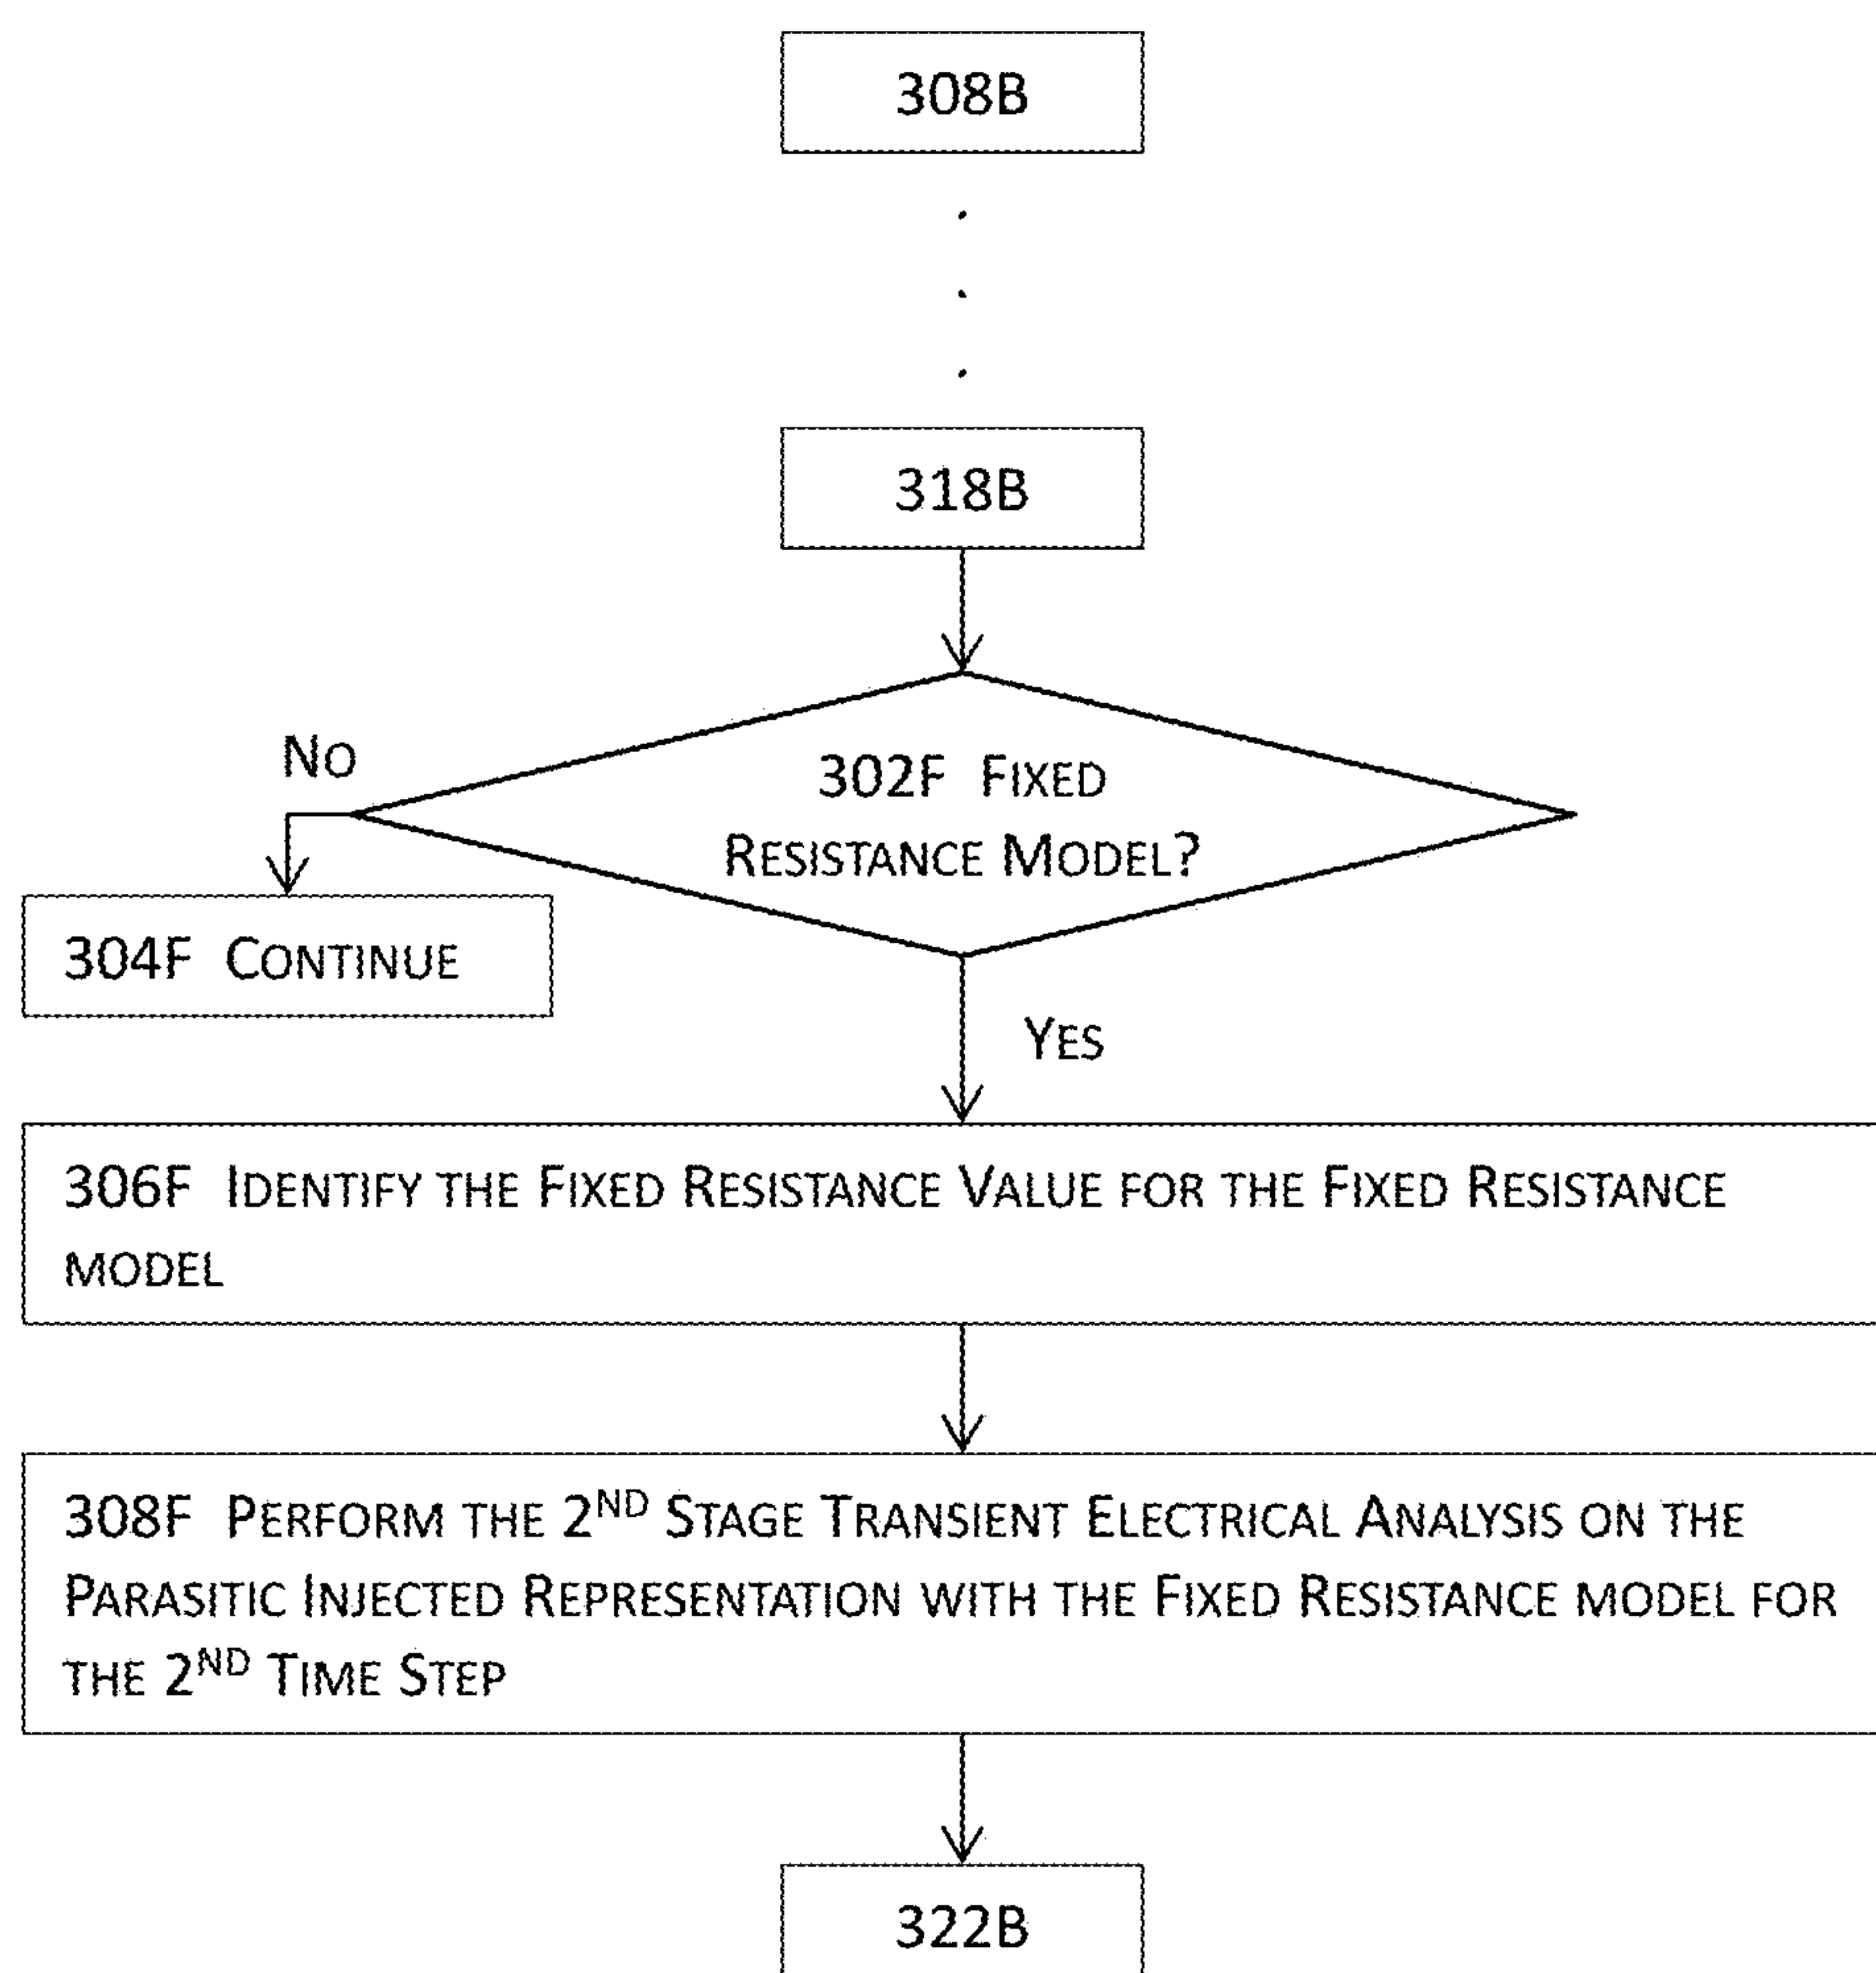 308B
318B
No
302F Fixed
Resistance Model?
304F Continue
Yes
306F Identify the Fixed Resistance Value for the Fixed Resistance
model
308F Perform the 2nd Stage Transient Electrical Analysis on the
Parasitic Injected Representation with the Fixed Resistance model for
the 2nd Time Step
322B